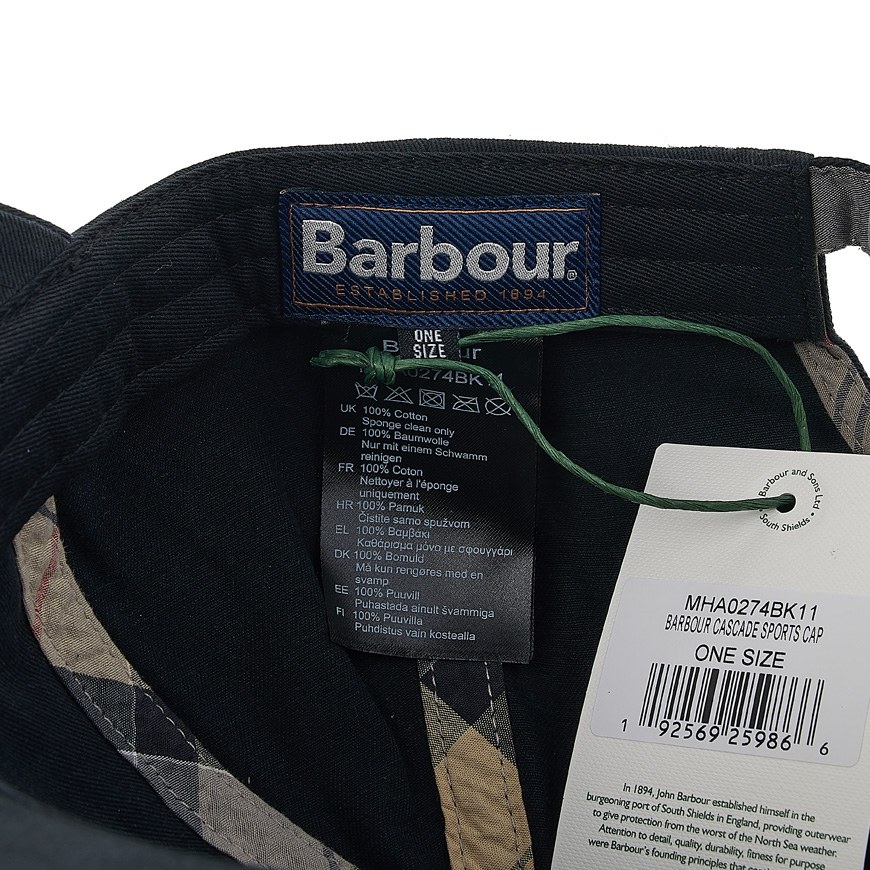 Barbour®
ESTABLISHED 1894
ONE
SIZE
UK 100% Cotton
Sponge clean only
DE 100% Baumwolle
Nur mit einem Schwamm
reinigen
FR 100% Coton
Nettoyer à l'éponge
uniquement
HR 100% Pamuk
Čistite samo spužvom
EL 100% Βαμβάκι
Καθάρισμα μόνο με σφουγγάρι
DK 100% Bomuld
Må kun rengøres med en
svamp
EE 100% Puuvill
Puhastada ainult švammiga
FI 100% Puuvilla
Puhdistus vain kostealla
Barbour and Sons Ltd •
South Shields •
MHA0274BK11
BARBOUR CASCADE SPORTS CAP
ONE SIZE
1 92569 25986 6
In 1894, John Barbour established himself in the
burgeoning port of South Shields in England, providing outerwear
to give protection from the worst of the North Sea weather.
Attention to detail, quality, durability, fitness for purpose
were Barbour's founding principles that